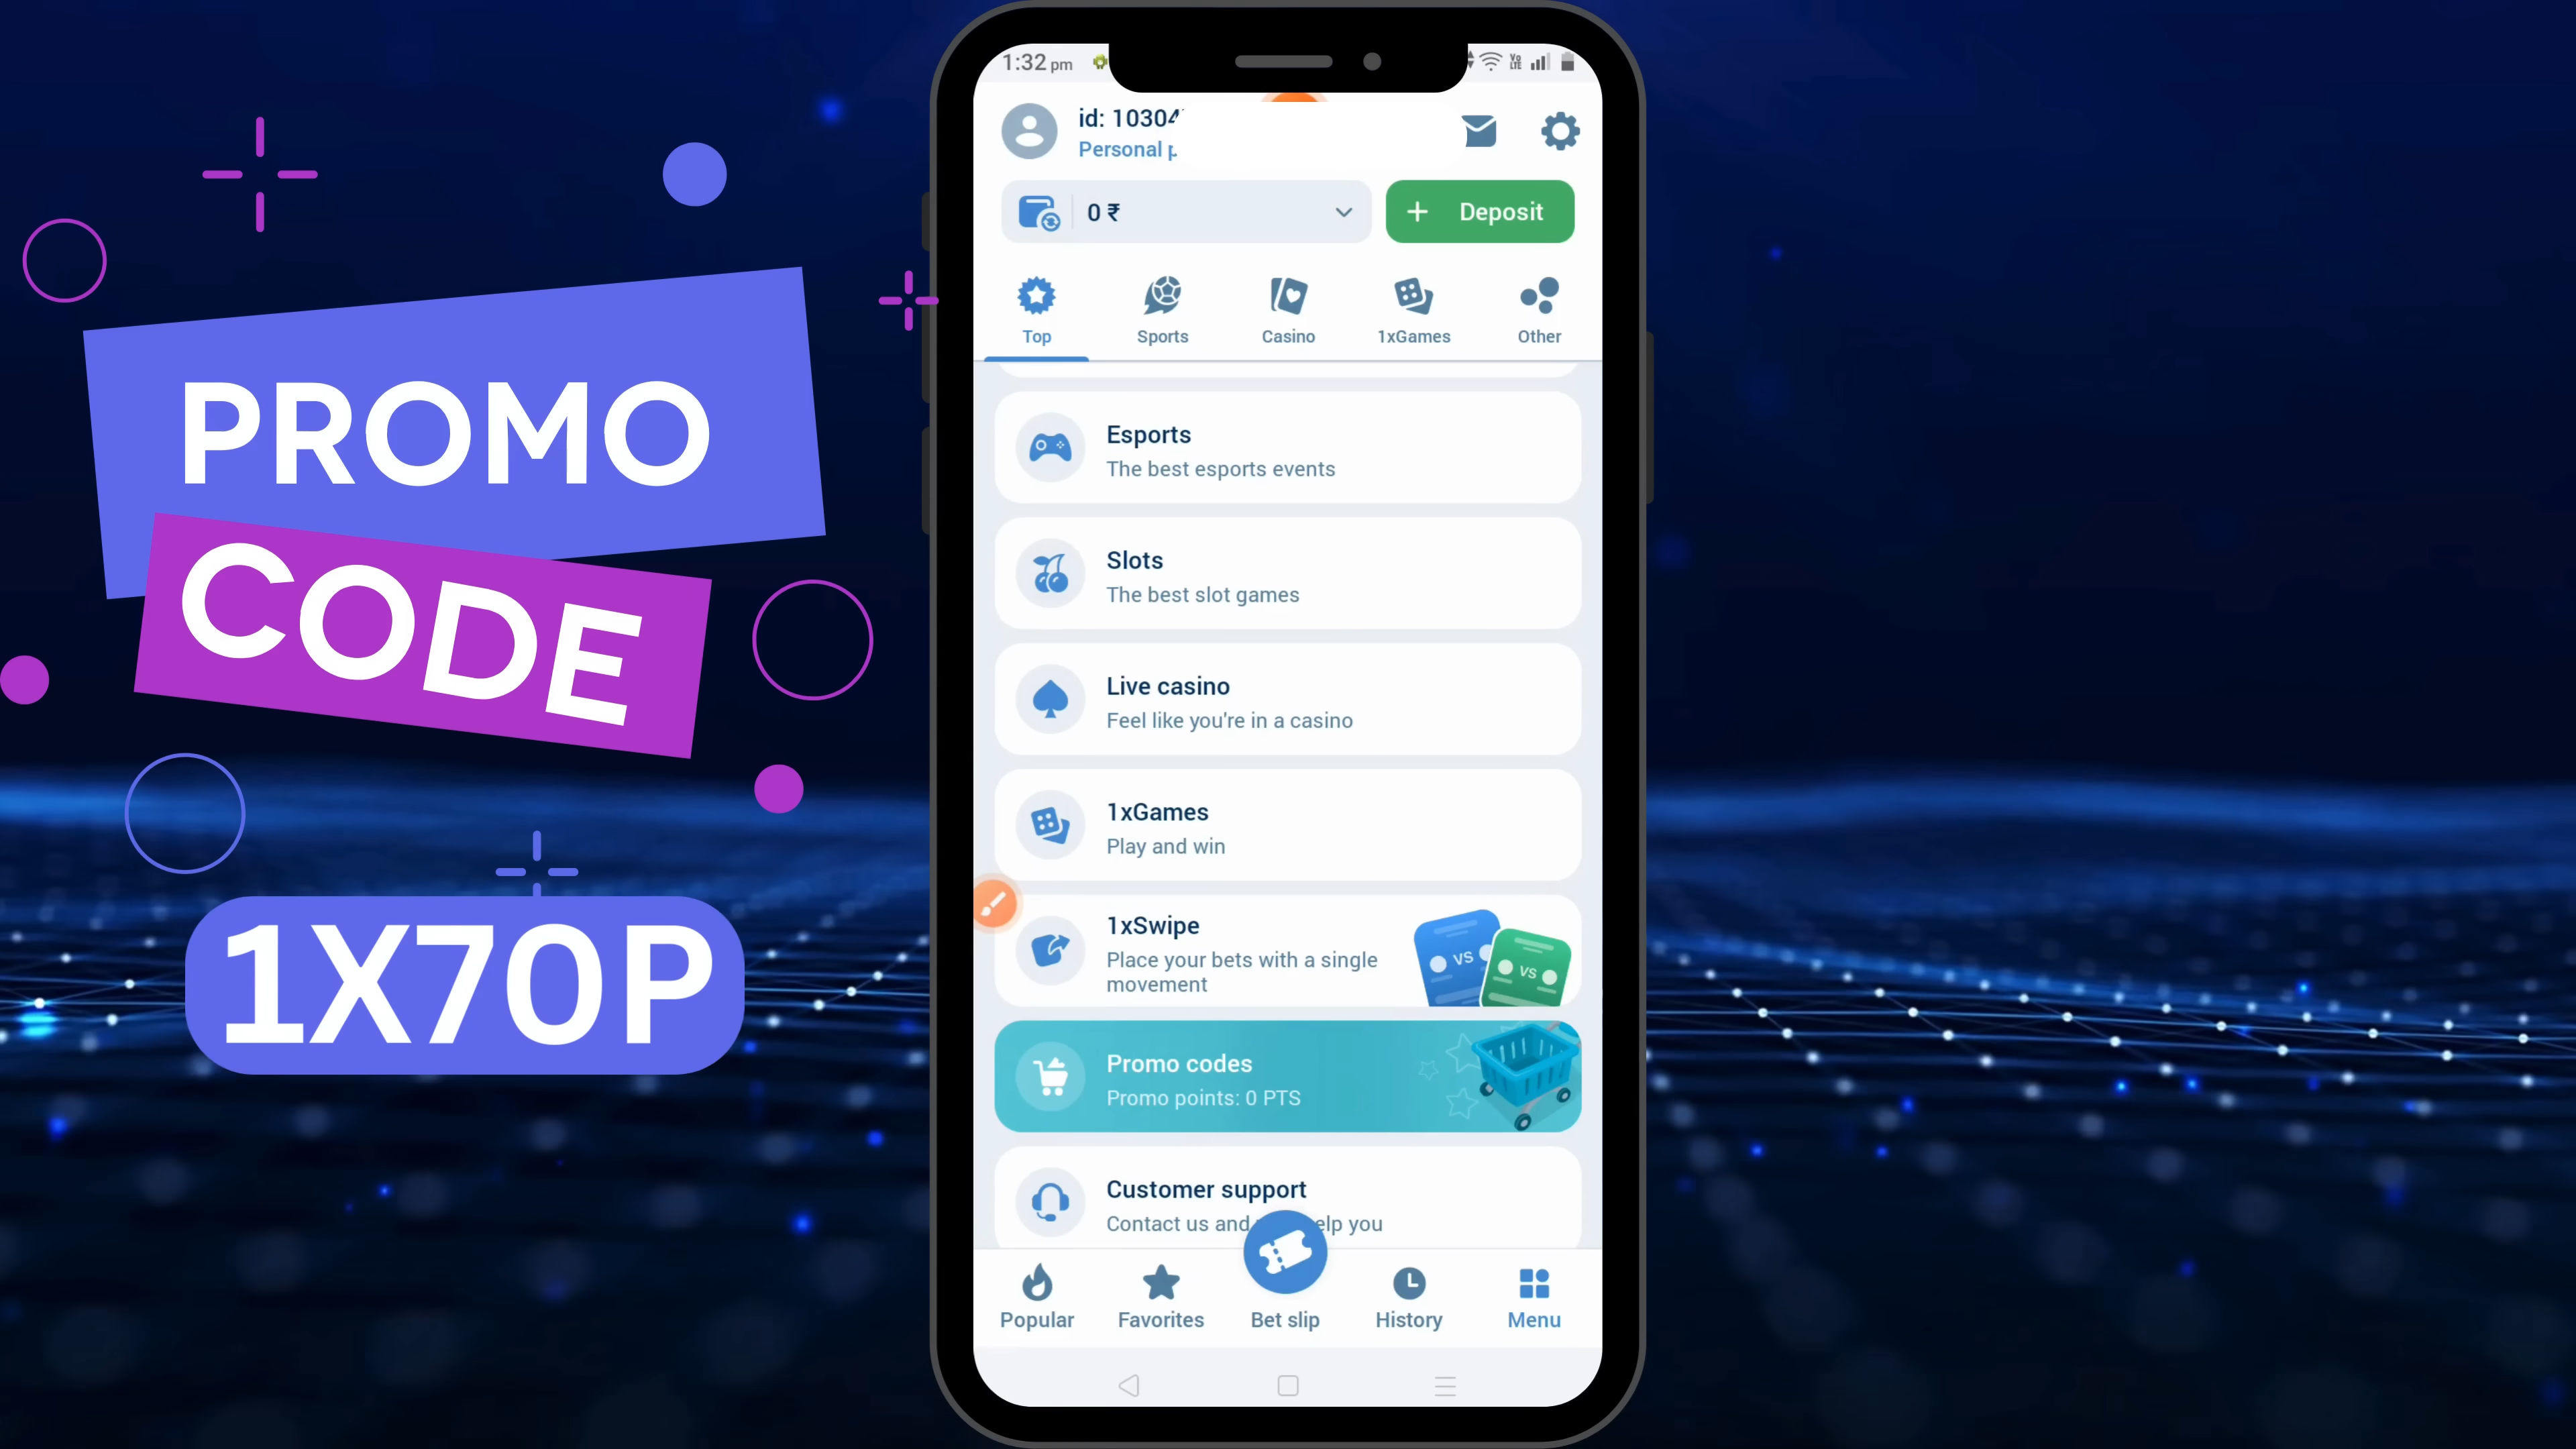 PROMO
CODE
1X70P
1:32 pm
Vo
LTE
id: 1030
Personal
0 ₹
+ Deposit
Top
Sports
Casino
1xGames
Other
Esports
The best esports events
Slots
The best slot games
Live casino
Feel like you're in a casino
1xGames
Play and win
1xSwipe
Place your bets with a single
movement
VS
VS
Promo codes
Promo points: 0 PTS
Customer support
Contact us and elp you
Popular
Favorites
Bet slip
History
Menu